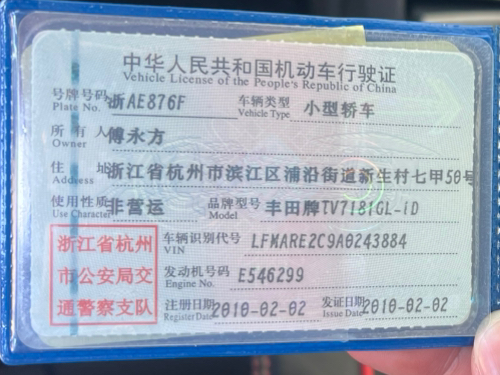 中华人民共和国机动车行驶证
Vehicle License of the People's Republic of China
号牌号码 浙AE876F 车辆类型 小型轿车
Plate No. Vehicle Type
所有人 傅永方
Owner
住址 浙江省杭州市滨江区浦沿街道新生村七甲50号
Address
使用性质 非营运 品牌型号 丰田牌TV7181GL-iD
Use Character Model
浙江省杭州
市公安局交
通警察支队
车辆识别代号 LFMARE2C9A0243884
VIN
发动机号码 E546299
Engine No.
注册日期 2010-02-02 发证日期 2010-02-02
Register Date Issue Date